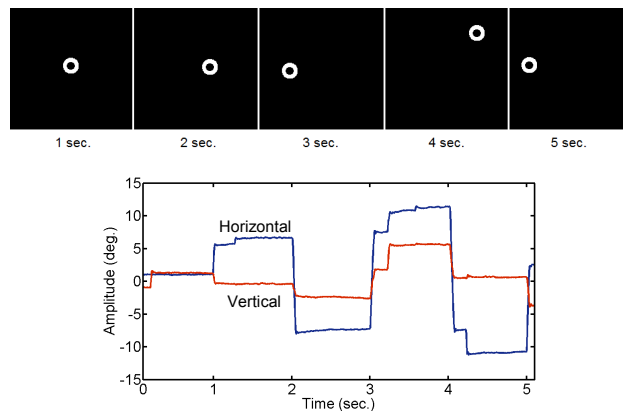 1 sec. 2 sec. 3 sec. 4 sec. 5 sec.
15
10
5
0
-5
-10
-15
Amplitude (deg.)
Horizontal
Vertical
0 1 2 3 4 5
Time (sec.)